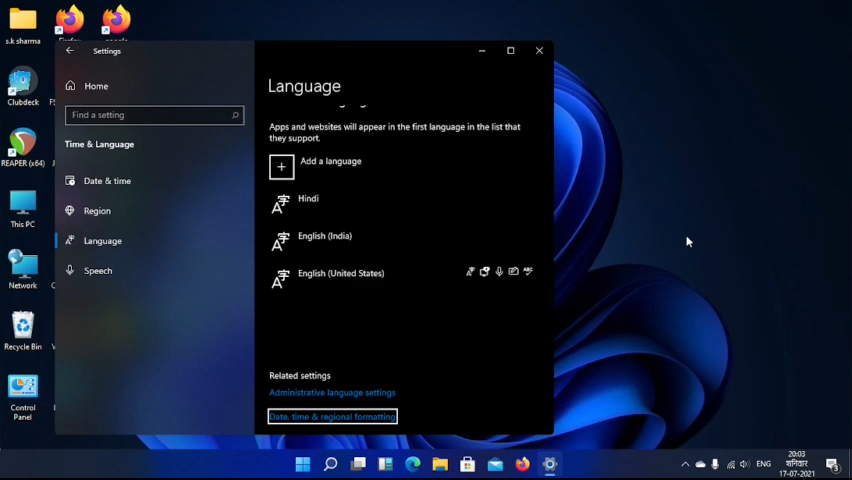 s.k sharma
Firefox
google
Clubdeck
REAPER (x64)
This PC
Network
Recycle Bin
Control
Panel
Settings
Home
Find a setting
Time & Language
Date & time
Region
Language
Speech
Language
Apps and websites will appear in the first language in the list that
they support.
Add a language
Hindi
English (India)
English (United States)
Related settings
Administrative language settings
Date, time & regional formatting
ENG
20:03
शनिवार
17-07-2021
3